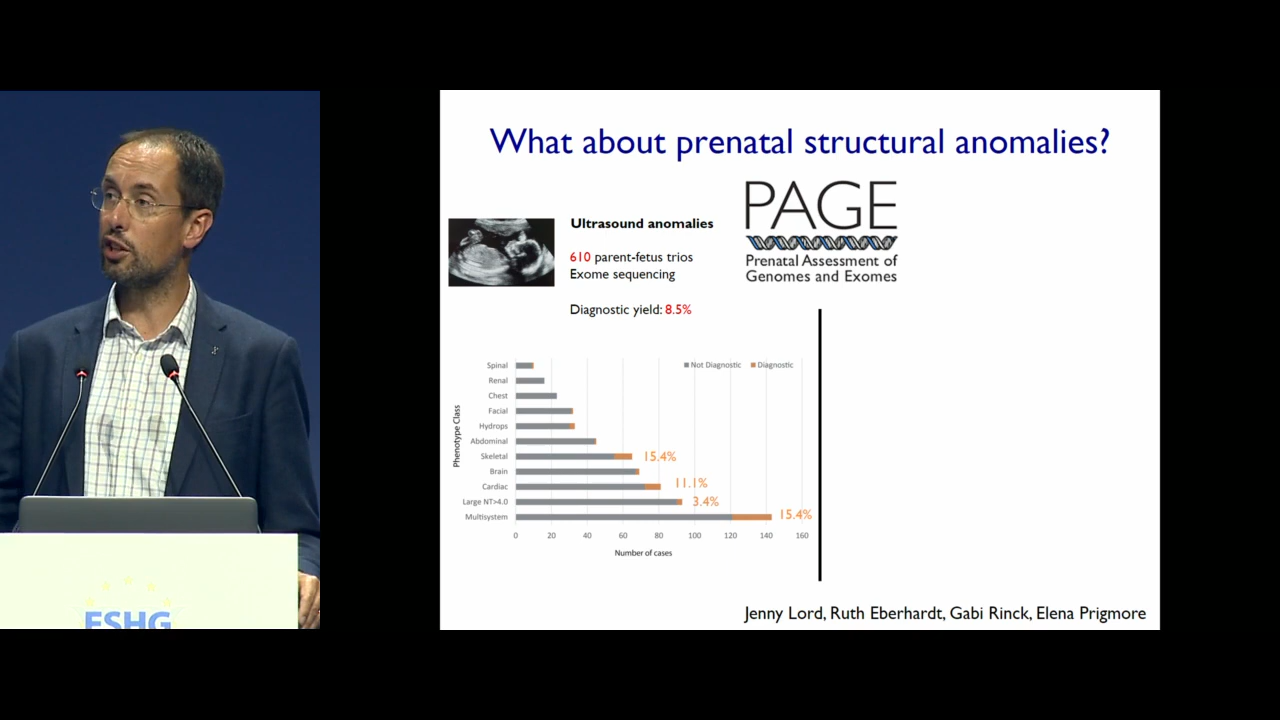 What about prenatal structural anomalies?
PAGE
Prenatal Assessment of
Genomes and Exomes
Ultrasound anomalies
610 parent-fetus trios
Exome sequencing
Diagnostic yield: 8.5%
Not Diagnostic
Diagnostic
Phenotype Class
Spinal
Renal
Chest
Facial
Hydrops
Abdominal
Skeletal 15.4%
Brain
Cardiac 11.1%
Large NT>4.0 3.4%
Multisystem 15.4%
0 20 40 60 80 100 120 140 160
Number of cases
Jenny Lord, Ruth Eberhardt, Gabi Rinck, Elena Prigmore
ESHG